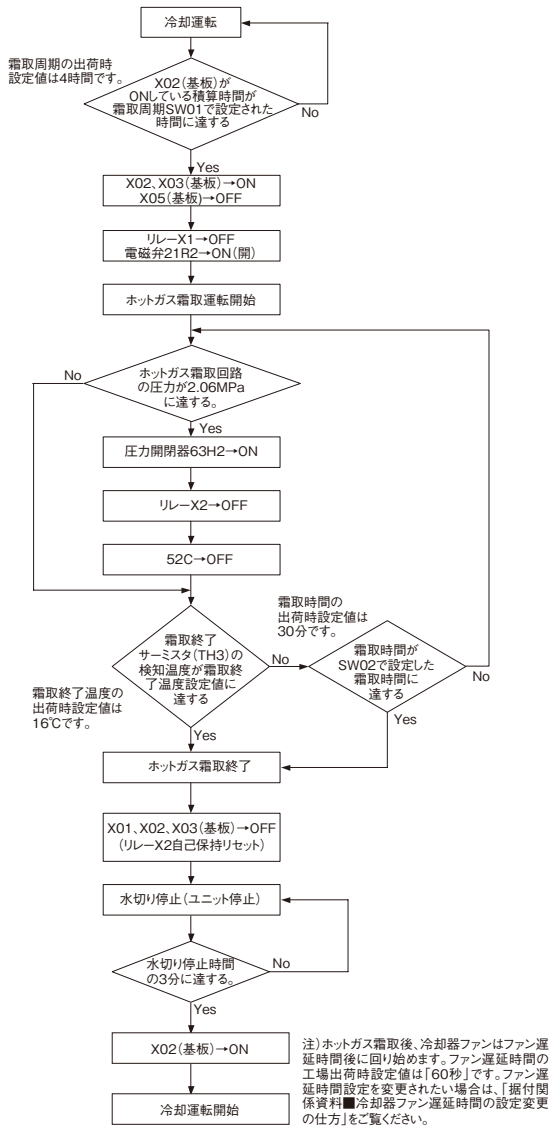 冷却運転
霜取周期の出荷時
設定値は4時間です。
X02(基板)が
ONしている積算時間が
霜取周期SW01で設定された
時間に達する
No
Yes
X02、X03(基板)→ON
X05(基板)→OFF
リレーX1→OFF
電磁弁21R2→ON(開)
ホットガス霜取運転開始
No
ホットガス霜取回路
の圧力が2.06MPa
に達する。
Yes
圧力開閉器63H2→ON
リレーX2→OFF
52C→OFF
霜取時間の
出荷時設定値は
30分です。
霜取終了
サーミスタ(TH3)の
検知温度が霜取終
了温度設定値に
達する
No
霜取時間が
SW02で設定した
霜取時間に
達する
No
霜取終了温度の
出荷時設定値は
16℃です。
Yes
Yes
ホットガス霜取終了
X01、X02、X03(基板)→OFF
(リレーX2自己保持リセット)
水切り停止(ユニット停止)
水切り停止時間
の3分に達する。
No
Yes
X02(基板)→ON
冷却運転開始
注)ホットガス霜取後、冷却器ファンはファン遅
延時間後に回り始めます。ファン遅延時間の
工場出荷時設定値は「60秒」です。ファン遅
延時間設定を変更されたい場合は、「据付関
係資料■冷却器ファン遅延時間の設定変更
の仕方」をご覧ください。